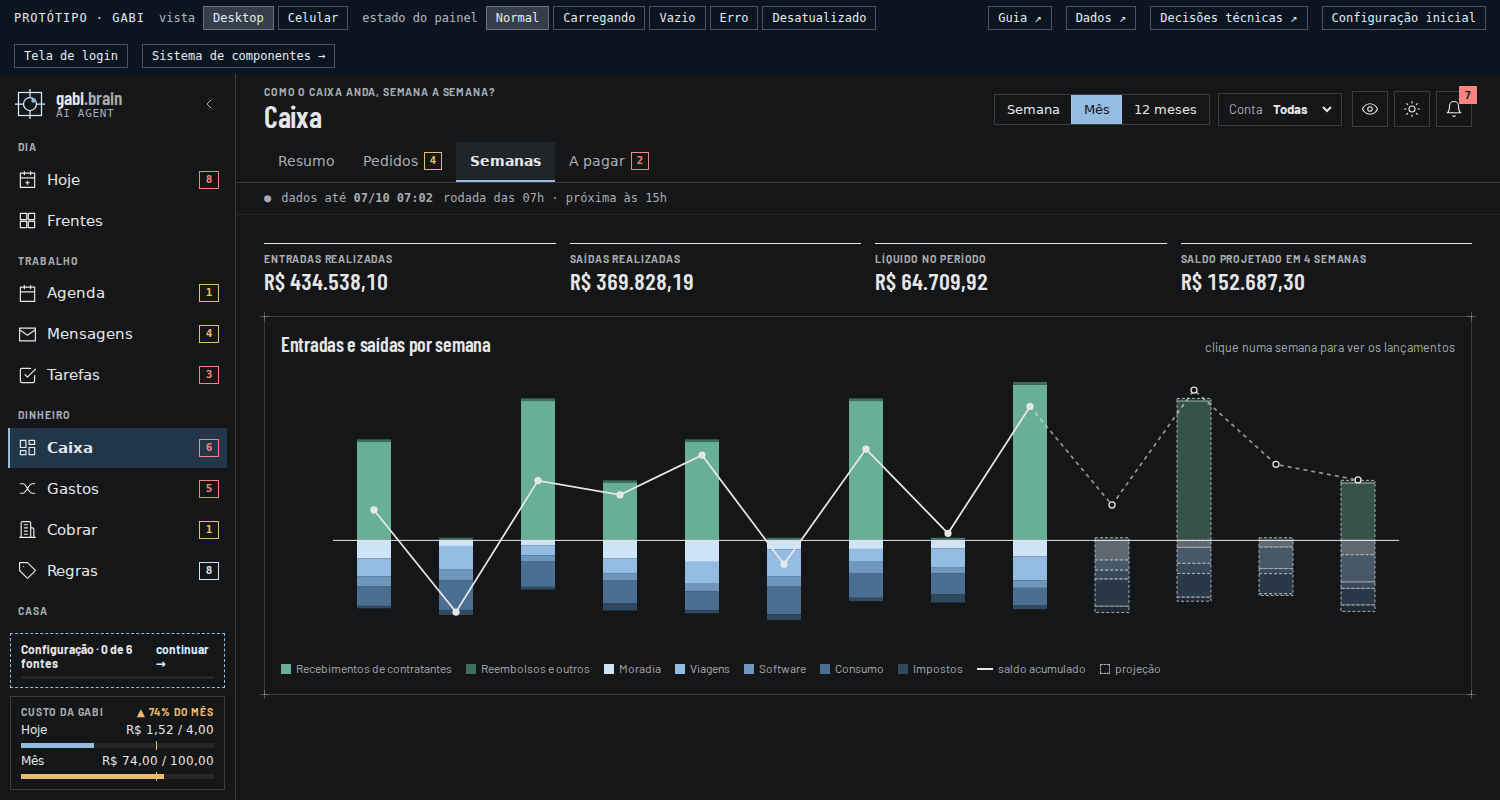 PROTÓTIPO · GABI vista Desktop Celular estado do painel Normal Carregando Vazio Erro Desatualizado Guia ↗ Dados ↗ Decisões técnicas ↗ Configuração inicial
Tela de login Sistema de componentes →
gabi.brain
AI AGENT
DIA
Hoje 8
Frentes
TRABALHO
Agenda 1
Mensagens 4
Tarefas 3
DINHEIRO
Caixa 6
Gastos 5
Cobrar 1
Regras 8
CASA
Configuração · 0 de 6 fontes continuar →
CUSTO DA GABI ▲ 74% DO MÊS
Hoje R$ 1,52 / 4,00
Mês R$ 74,00 / 100,00
COMO O CAIXA ANDA, SEMANA A SEMANA?
Caixa
Semana Mês 12 meses Conta Todas 7
Resumo Pedidos 4 Semanas A pagar 2
● dados até 07/10 07:02 rodada das 07h · próxima às 15h
ENTRADAS REALIZADAS
R$ 434.538,10
SAÍDAS REALIZADAS
R$ 369.828,19
LÍQUIDO NO PERÍODO
R$ 64.709,92
SALDO PROJETADO EM 4 SEMANAS
R$ 152.687,30
Entradas e saídas por semana
clique numa semana para ver os lançamentos
Recebimentos de contratantes Reembolsos e outros Moradia Viagens Software Consumo Impostos saldo acumulado projeção